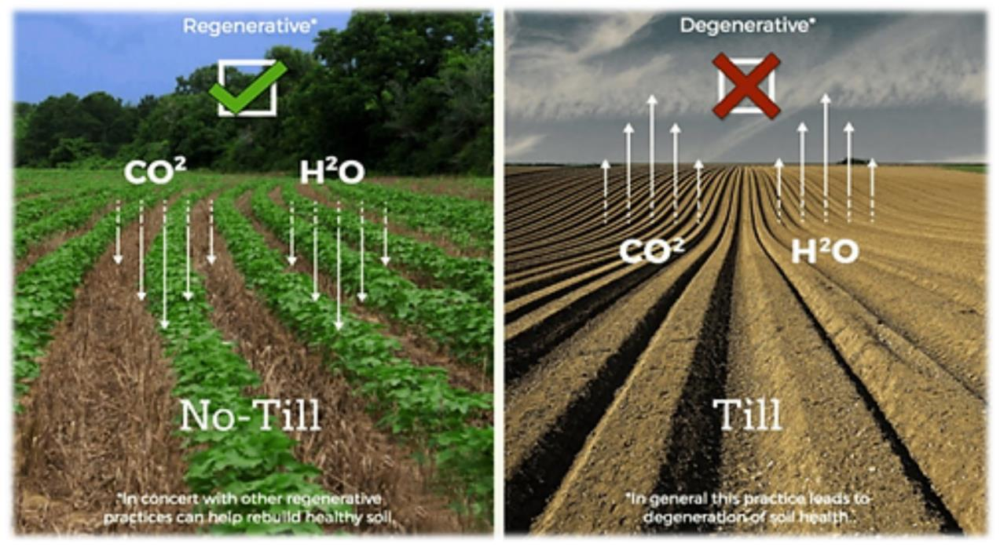 Regenerative*
CO²
H²O
No-Till
*In concert with other regenerative
practices can help rebuild healthy soil.
Degenerative*
CO²
H²O
Till
*In general this practice leads to
degeneration of soil health.